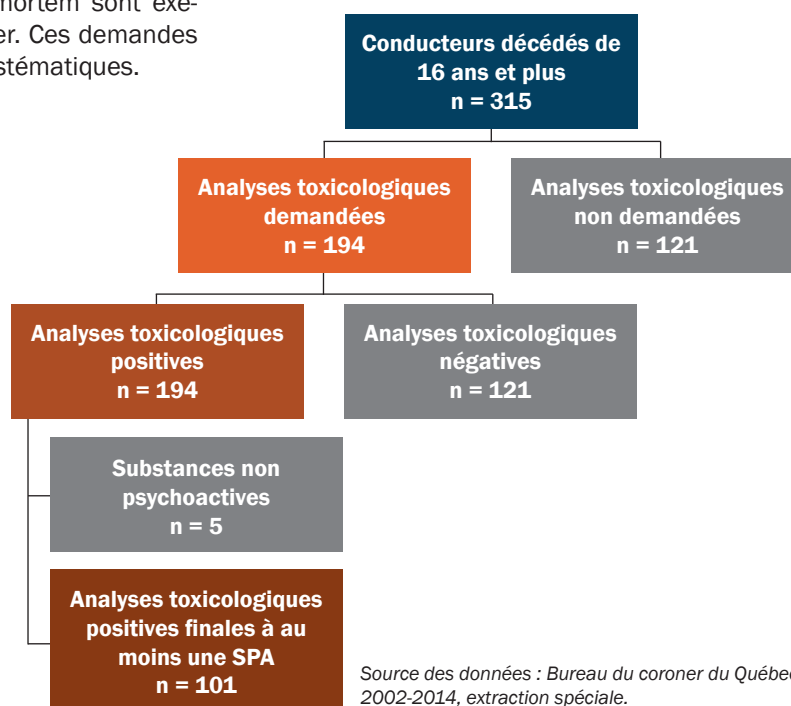 mortem sont exé-
er. Ces demandes
stématiques.
Conducteurs décédés de
16 ans et plus
n = 315
Analyses toxicologiques
demandées
n = 194
Analyses toxicologiques
non demandées
n = 121
Analyses toxicologiques
positives
n = 194
Analyses toxicologiques
négatives
n = 121
Substances non
psychoactives
n = 5
Analyses toxicologiques
positives finales à au
moins une SPA
n = 101
Source des données : Bureau du coroner du Québec
2002-2014, extraction spéciale.